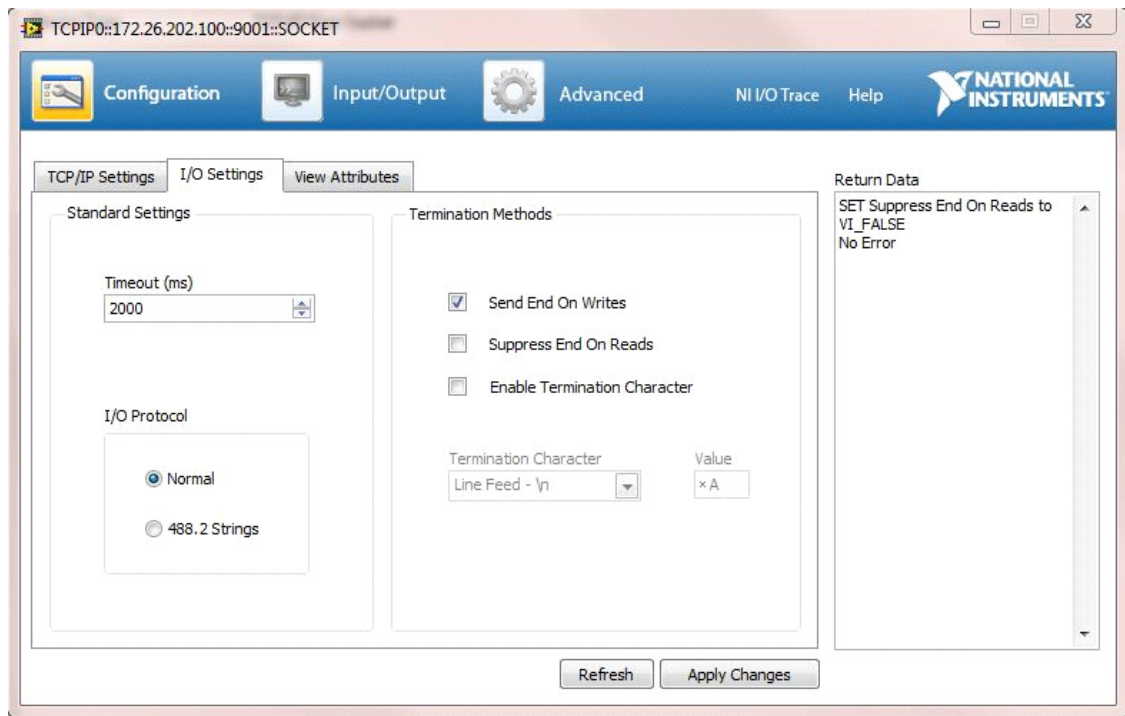 TCPIP0::172.26.202.100::9001::SOCKET
Configuration
Input/Output
Advanced
NI I/O Trace
Help
NATIONAL
INSTRUMENTS
TCP/IP Settings
I/O Settings
View Attributes
Standard Settings
Timeout (ms)
2000
I/O Protocol
Normal
488.2 Strings
Termination Methods
Send End On Writes
Suppress End On Reads
Enable Termination Character
Termination Character
Value
Line Feed - \n
×A
Return Data
SET Suppress End On Reads to
VI_FALSE
No Error
Refresh
Apply Changes